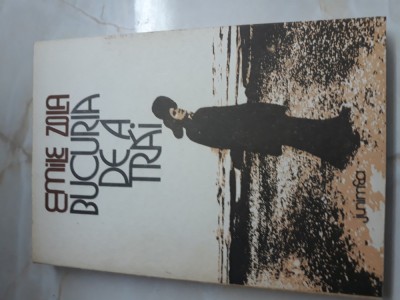 EMILE ZOLA
BUCURIA
DE A
TRĂI
junimea